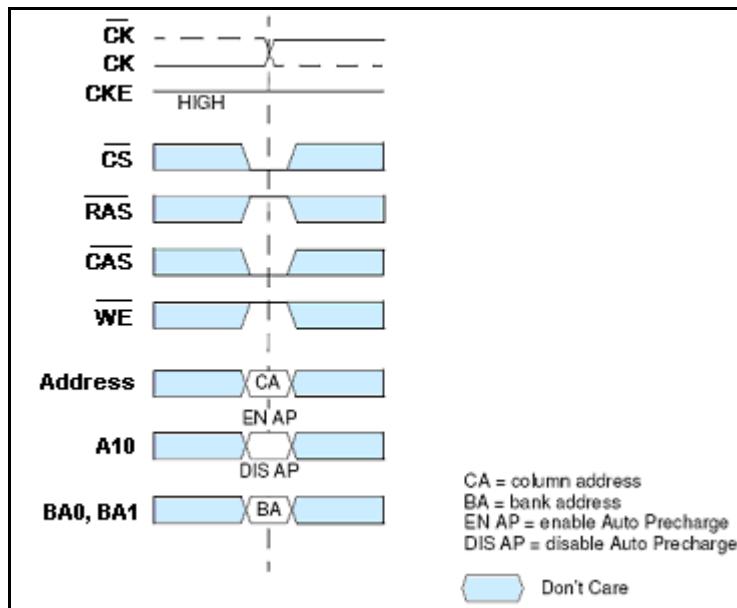 CK
CK
CKE
HIGH
CS
RAS
CAS
WE
Address
CA
EN AP
A10
DIS AP
BA0, BA1
BA
CA = column address
BA = bank address
EN AP = enable Auto Precharge
DIS AP = disable Auto Precharge
Don't Care